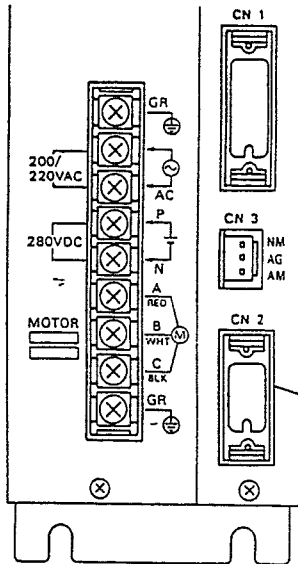 CN 1
GR
200/
220VAC
AC
P
280VDC
N
CN 3
NM
AG
AM
A
RED
MOTOR
B
WHT
M
C
BLK
CN 2
GR